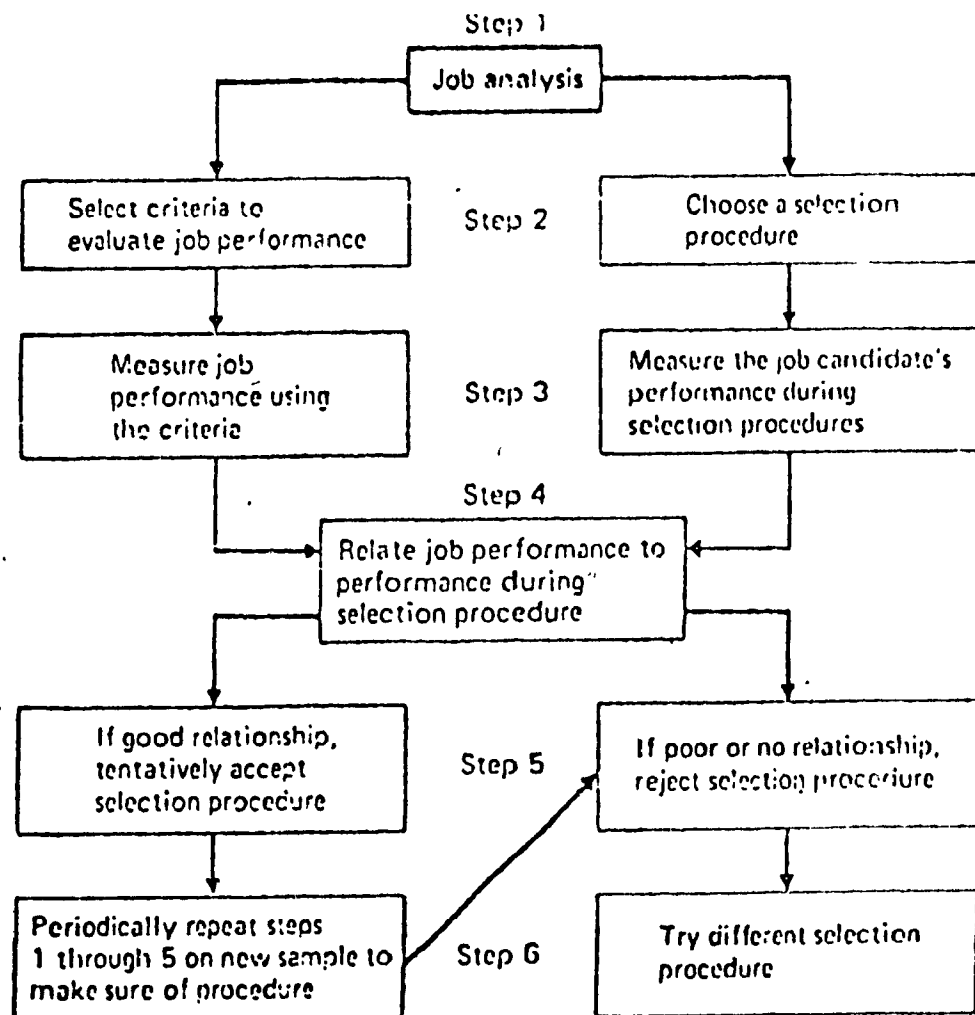 Step 1
Job analysis
Select criteria to
evaluate job performance
Step 2
Choose a selection
procedure
Measure job
performance using
the criteria
Step 3
Measure the job candidate's
performance during
selection procedures
Step 4
Relate job performance to
performance during
selection procedure
If good relationship,
tentatively accept
selection procedure
Step 5
If poor or no relationship,
reject selection procedure
Periodically repeat steps
1 through 5 on new sample to
make sure of procedure
Step 6
Try different selection
procedure